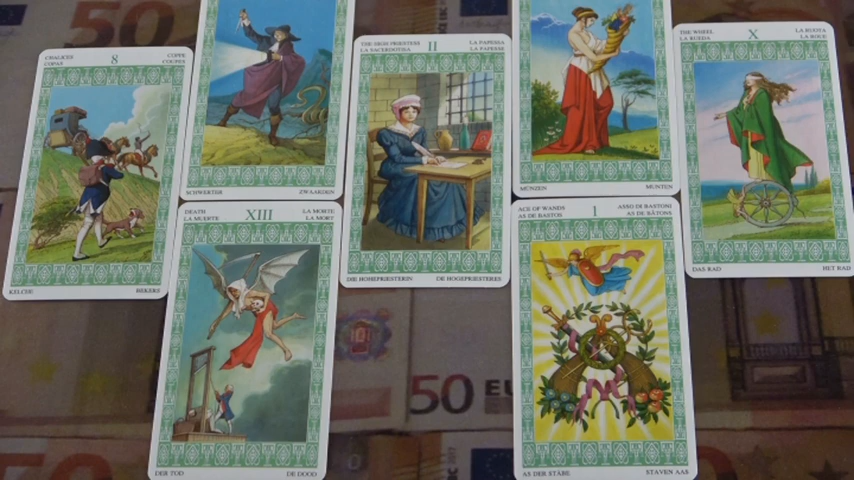 50
CHALICES 8 COPPE
COPAS COUPES
KELCHE BEKERS
SCHWERTER ZWAARDEN
THE HIGH PRIESTESS II LA PAPESSA
LA SACERDOTISA LA PAPESSE
DIE HOHEPRIESTERIN DE HOGEPRIESTERES
MÜNZEN MUNTEN
THE WHEEL X LA RUOTA
LA RUEDA LA ROUE
DAS RAD HET RAD
DEATH XIII LA MORTE
LA MUERTE LA MORT
DER TOD DE DOOD
ACE OF WANDS 1 ASSO DI BASTONI
AS DE BASTOS AS DE BÂTONS
AS DER STÄBE STAVEN AAS
10
50 EU
50